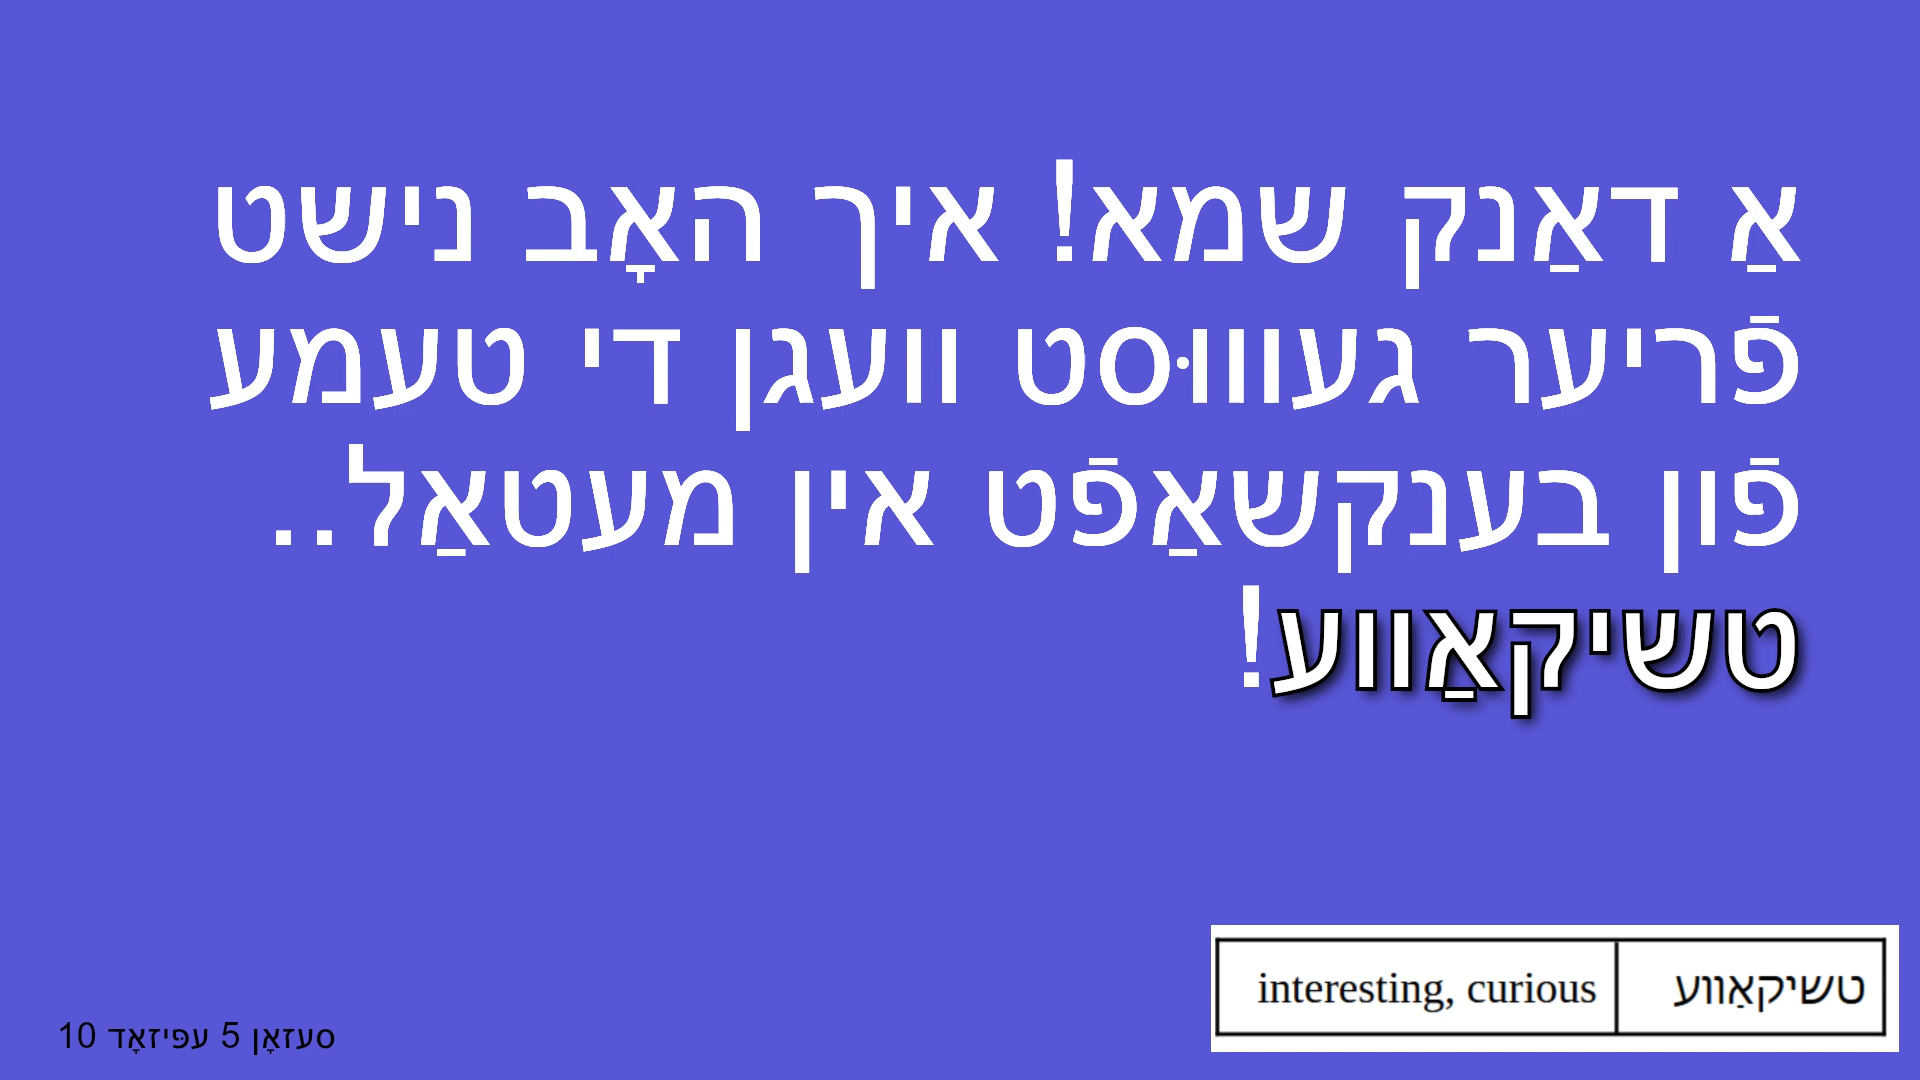 אַ דאַנק שמא! איך האָב נישט
פֿריער געוווּסט וועגן די טעמע
פֿון בענקשאַפֿט אין מעטאַל..
טשיקאַווע!
טשיקאַווע interesting, curious
סעזאָן 5 עפּיזאָד 10